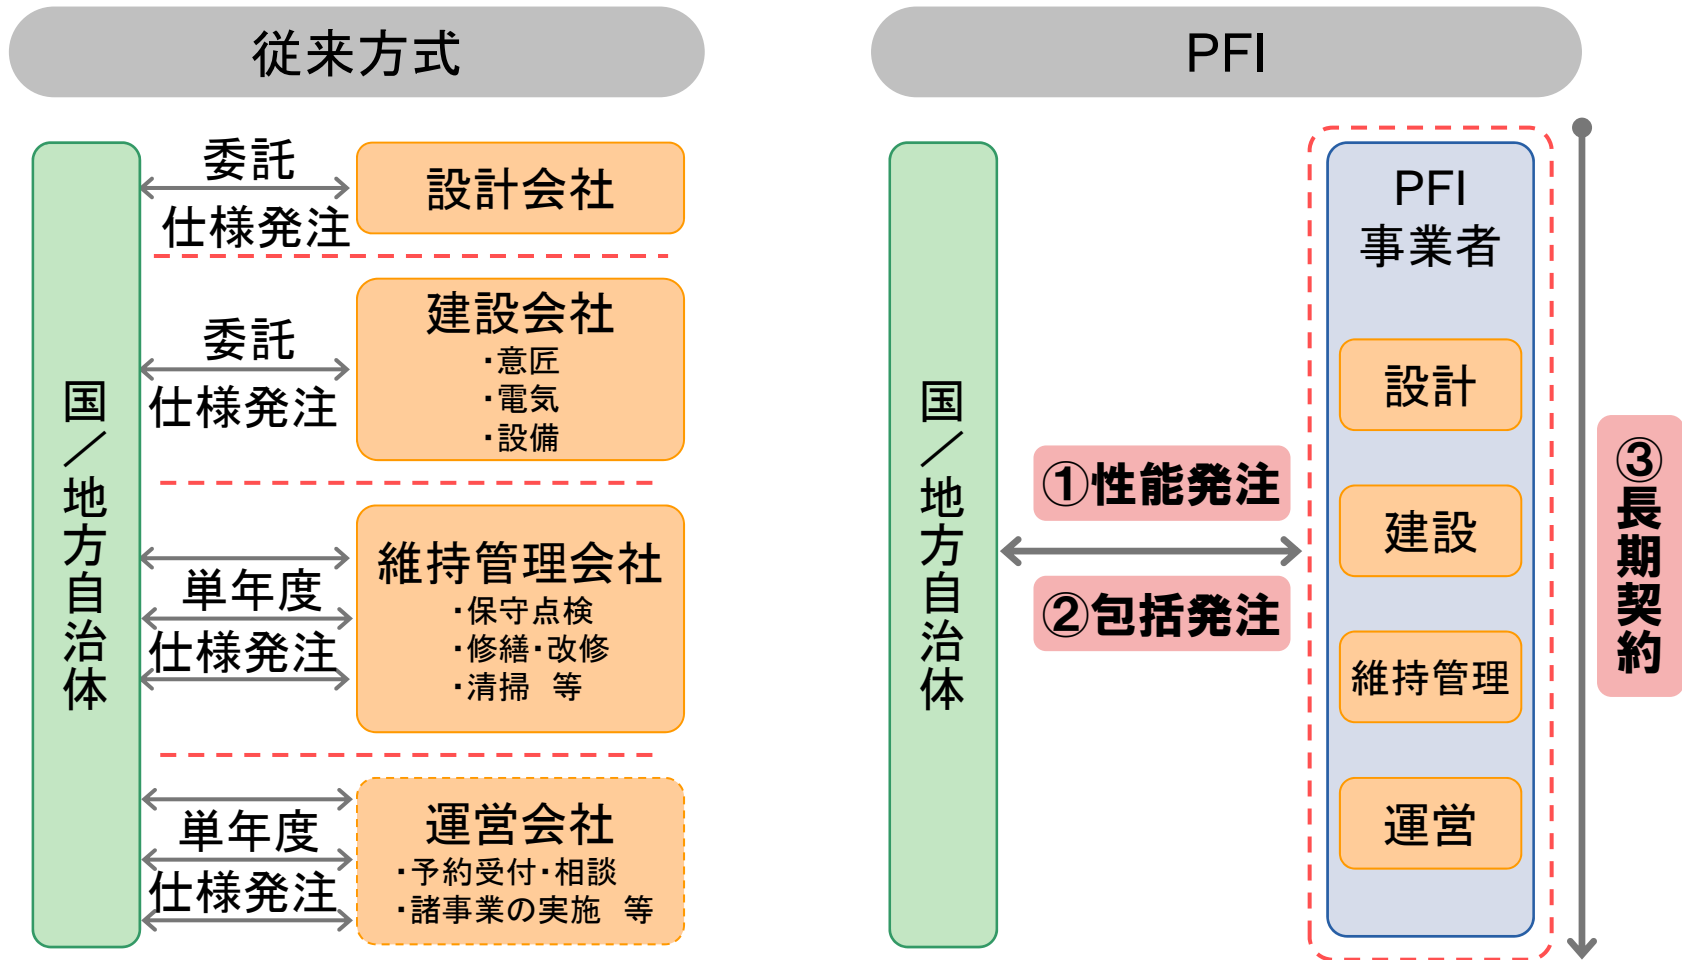 従来方式
国／地方自治体
委託
仕様発注
設計会社
委託
仕様発注
建設会社
・意匠
・電気
・設備
単年度
仕様発注
維持管理会社
・保守点検
・修繕・改修
・清掃　等
単年度
仕様発注
運営会社
・予約受付・相談
・諸事業の実施　等
PFI
国／地方自治体
①性能発注
②包括発注
PFI
事業者
設計
建設
維持管理
運営
③長期契約